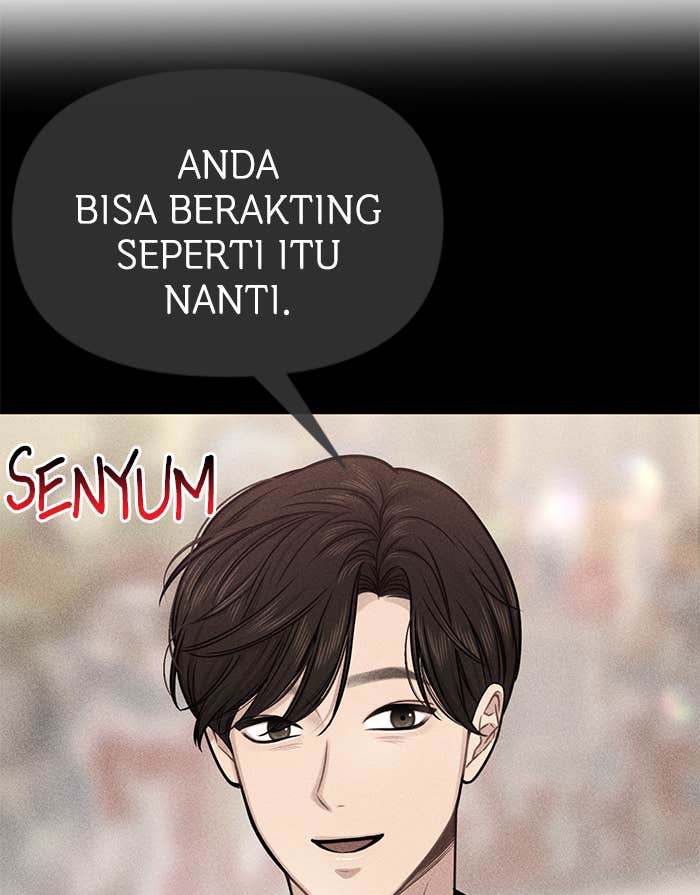 ANDA
BISA BERAKTING
SEPERTI ITU
NANTI.
SENYUM